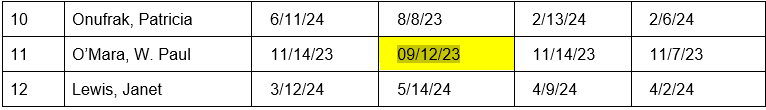 10 Onufrak, Patricia 6/11/24 8/8/23 2/13/24 2/6/24
11 O’Mara, W. Paul 11/14/23 09/12/23 11/14/23 11/7/23
12 Lewis, Janet 3/12/24 5/14/24 4/9/24 4/2/24